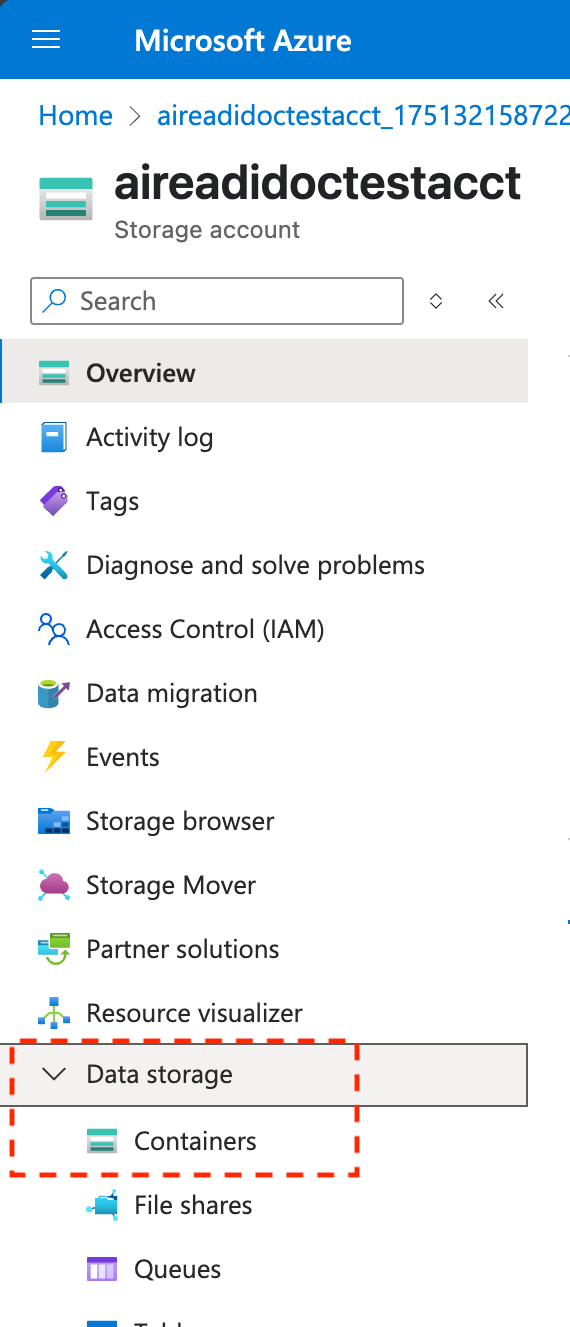 Microsoft Azure
Home > aireadidoctestacct_175132158722
aireadidoctestacct
Storage account
Search
Overview
Activity log
Tags
Diagnose and solve problems
Access Control (IAM)
Data migration
Events
Storage browser
Storage Mover
Partner solutions
Resource visualizer
Data storage
Containers
File shares
Queues